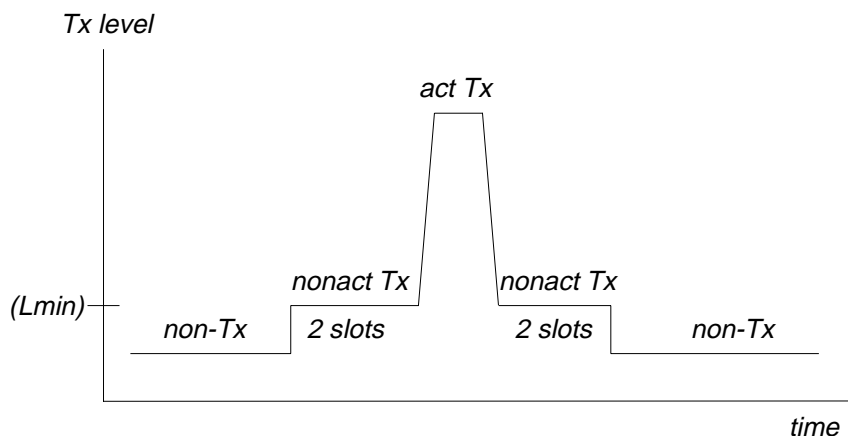 Tx level
act Tx
nonact Tx nonact Tx
(Lmin)
non-Tx 2 slots 2 slots non-Tx
time